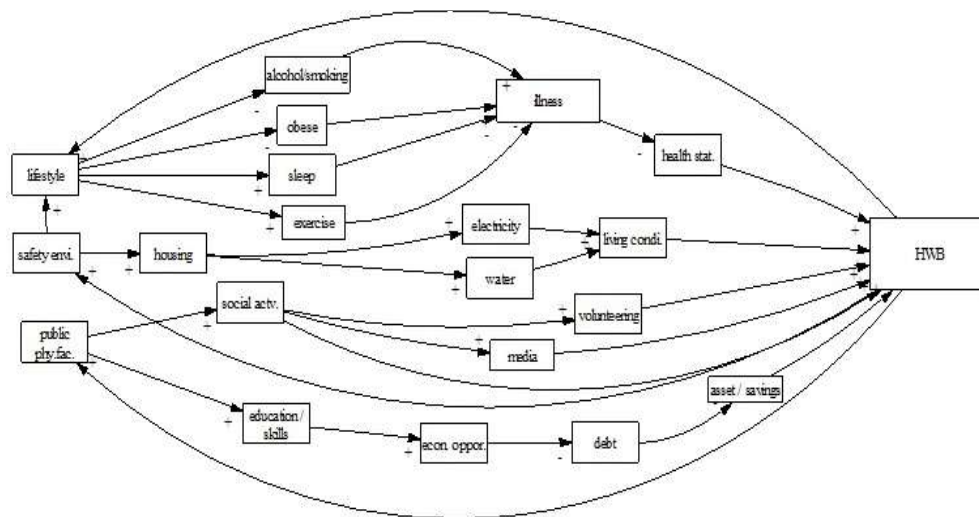 alcohol/smoking
illness
obese
health stat.
lifestyle
sleep
exercise
electricity
living condi.
HWB
safety envi.
housing
water
social actv.
volunteering
public
phy.fac.
media
asset / savings
education /
skills
econ. oppor.
debt